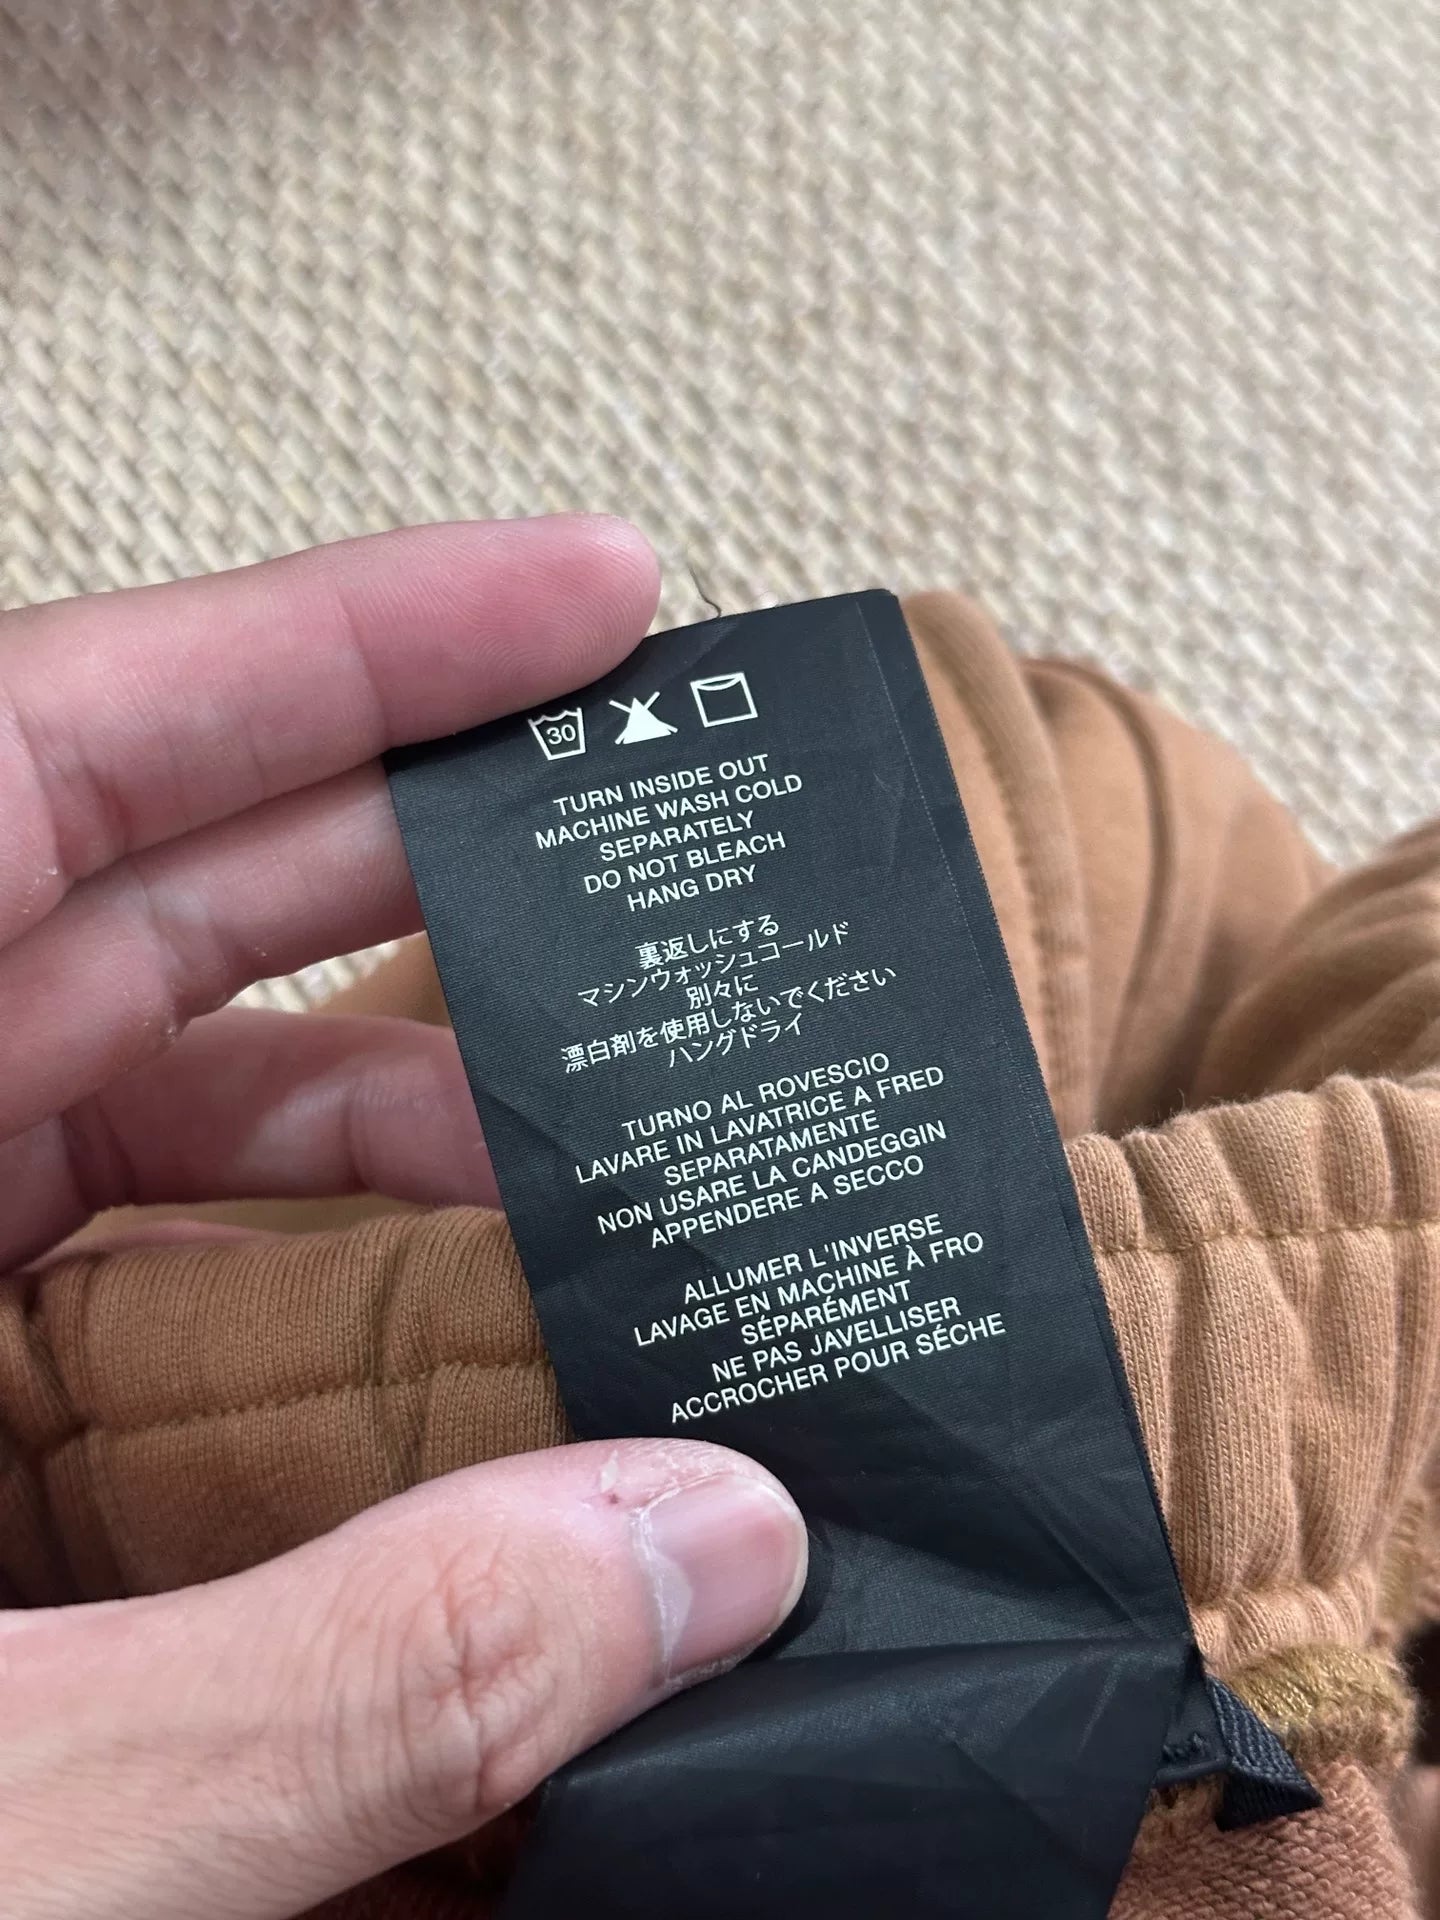 30
TURN INSIDE OUT
MACHINE WASH COLD
SEPARATELY
DO NOT BLEACH
HANG DRY
裏返しにする
マシンウォッシュコールド
別々に
漂白剤を使用しないでください
ハングドライ
TURNO AL ROVESCIO
LAVARE IN LAVATRICE A FRED
SEPARATAMENTE
NON USARE LA CANDEGGIN
APPENDERE A SECCO
ALLUMER L'INVERSE
LAVAGE EN MACHINE À FRO
SÉPARÉMENT
NE PAS JAVELLISER
ACCROCHER POUR SÉCHE